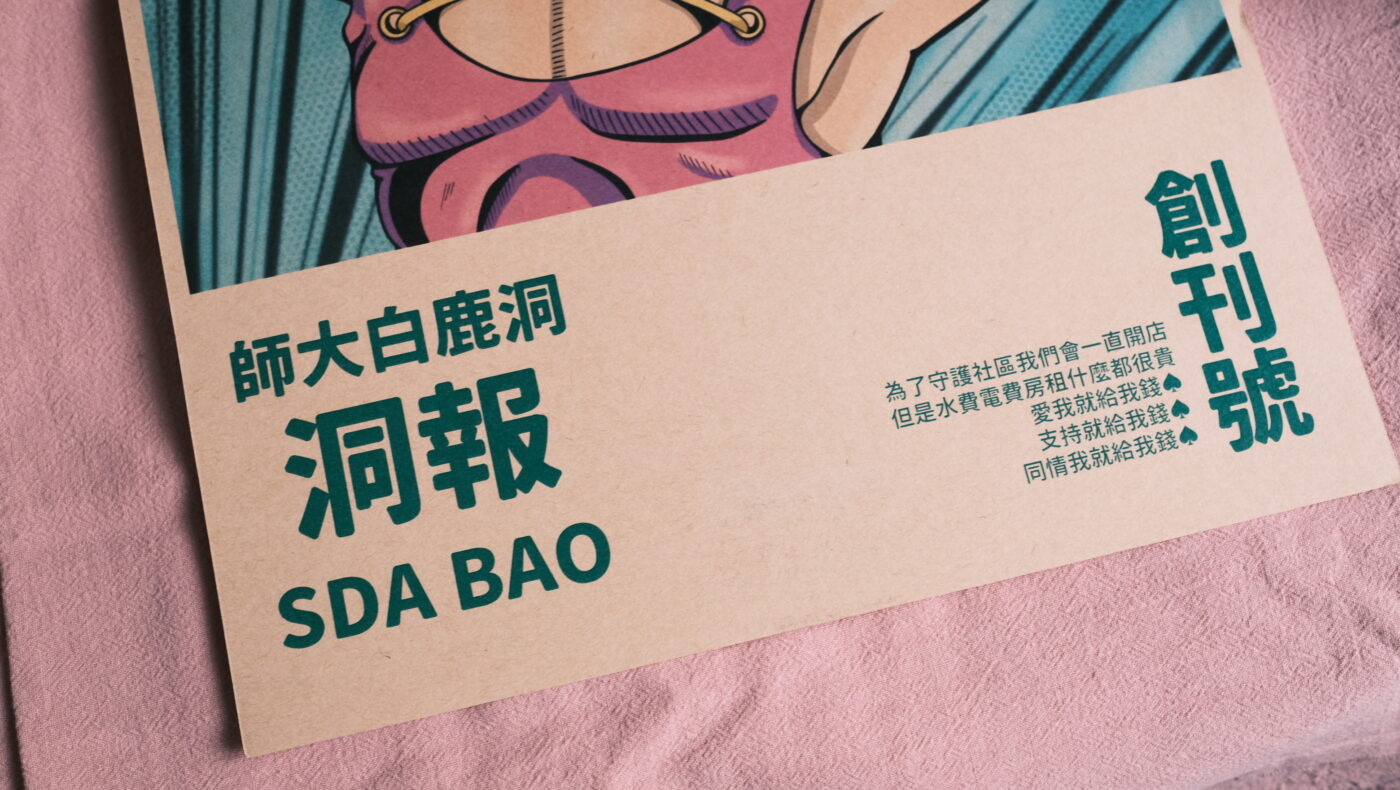 師大白鹿洞
洞報
SDA BAO
創刊號
為了守護社區我們會一直開店
但是水費電費房租什麼都很貴
愛我就給我錢♠
支持就給我錢♠
同情我就給我錢♠